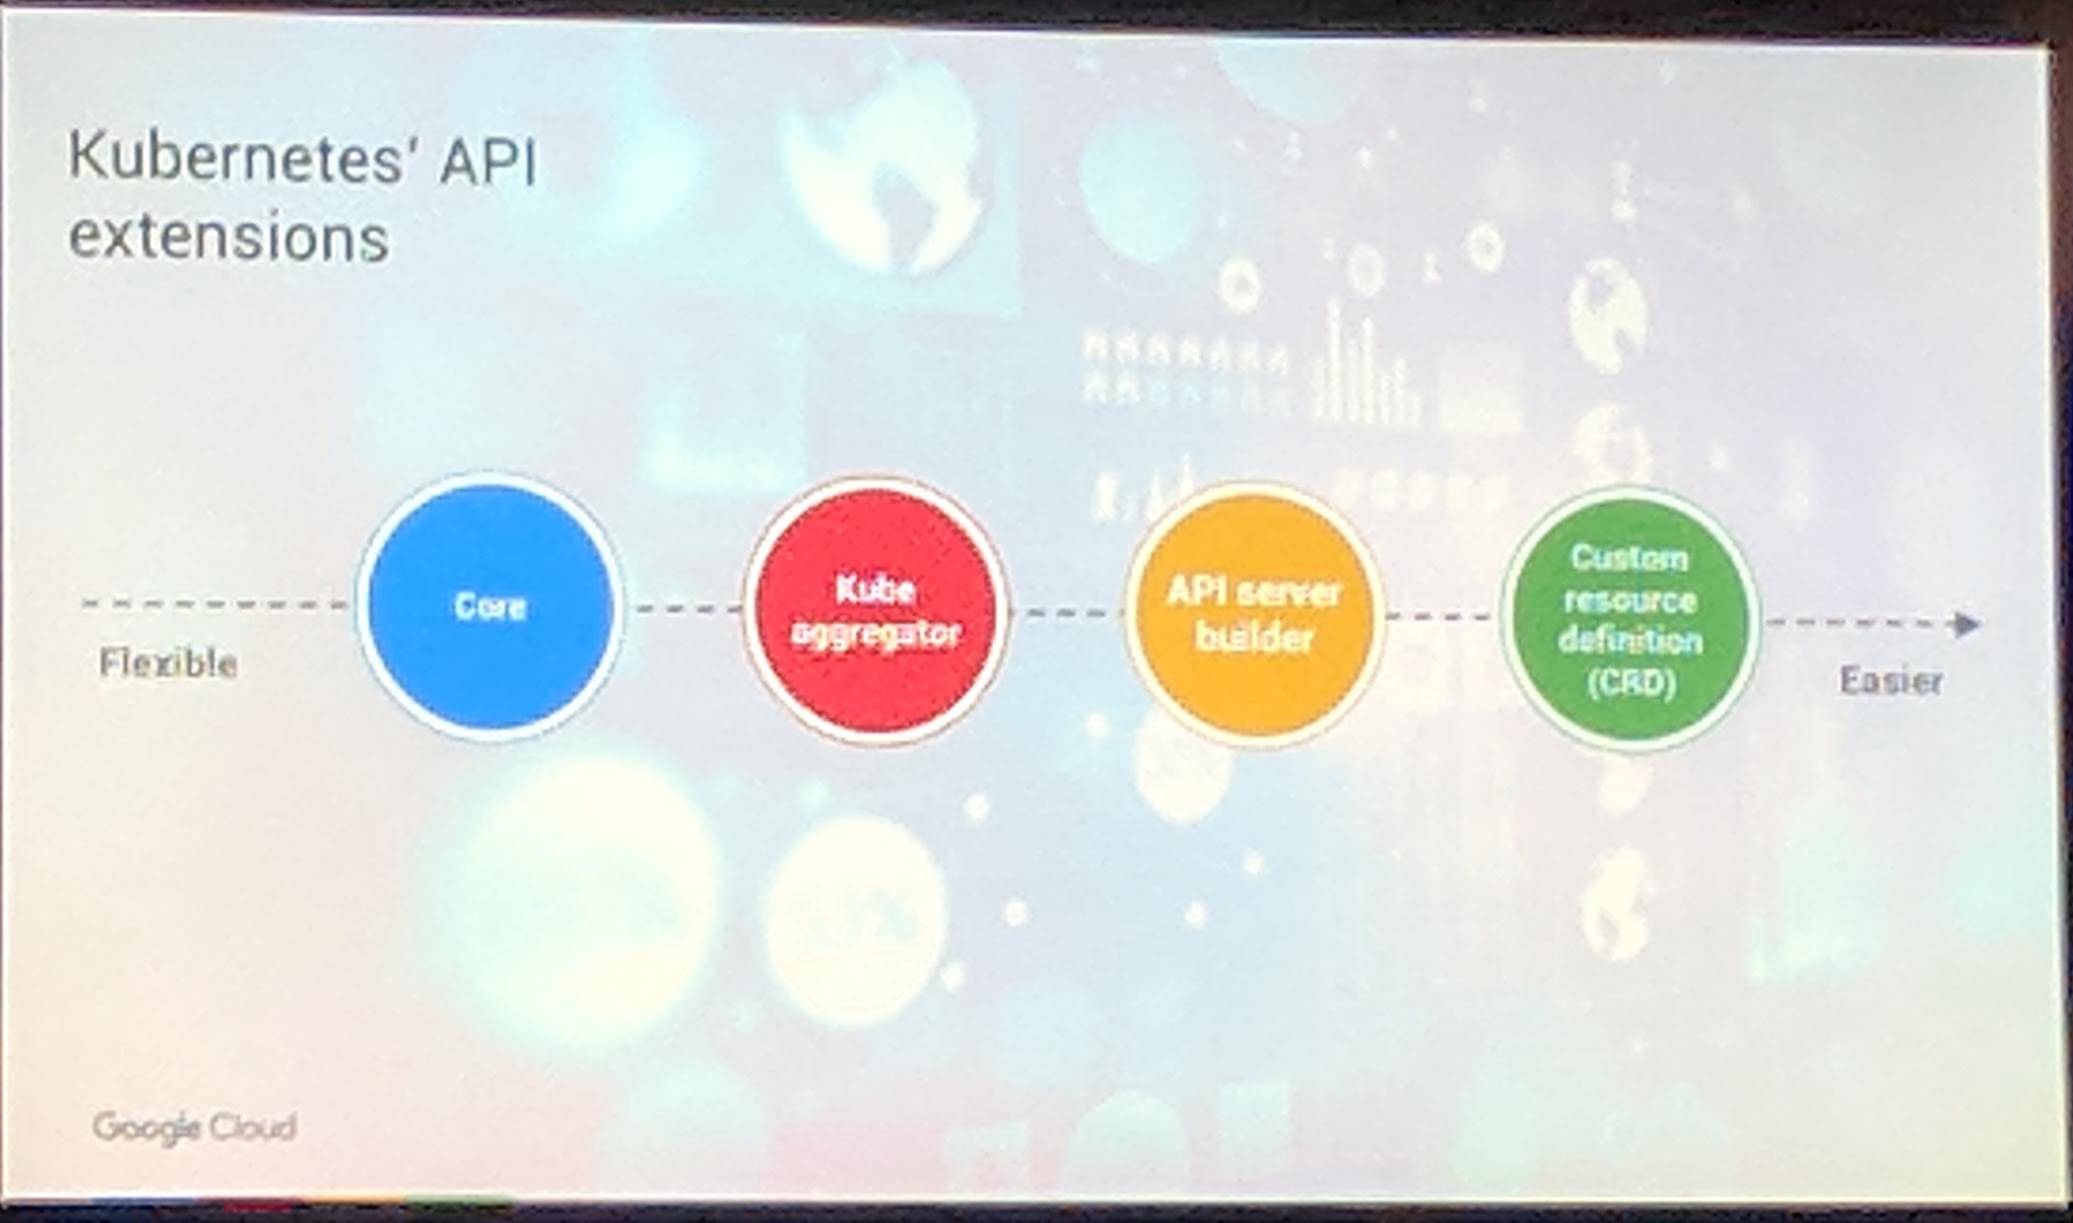 Kubernetes' API
extensions
Core
Kube
aggregator
API server
builder
Custom
resource
definition
(CRD)
Flexible
Easier
Google Cloud